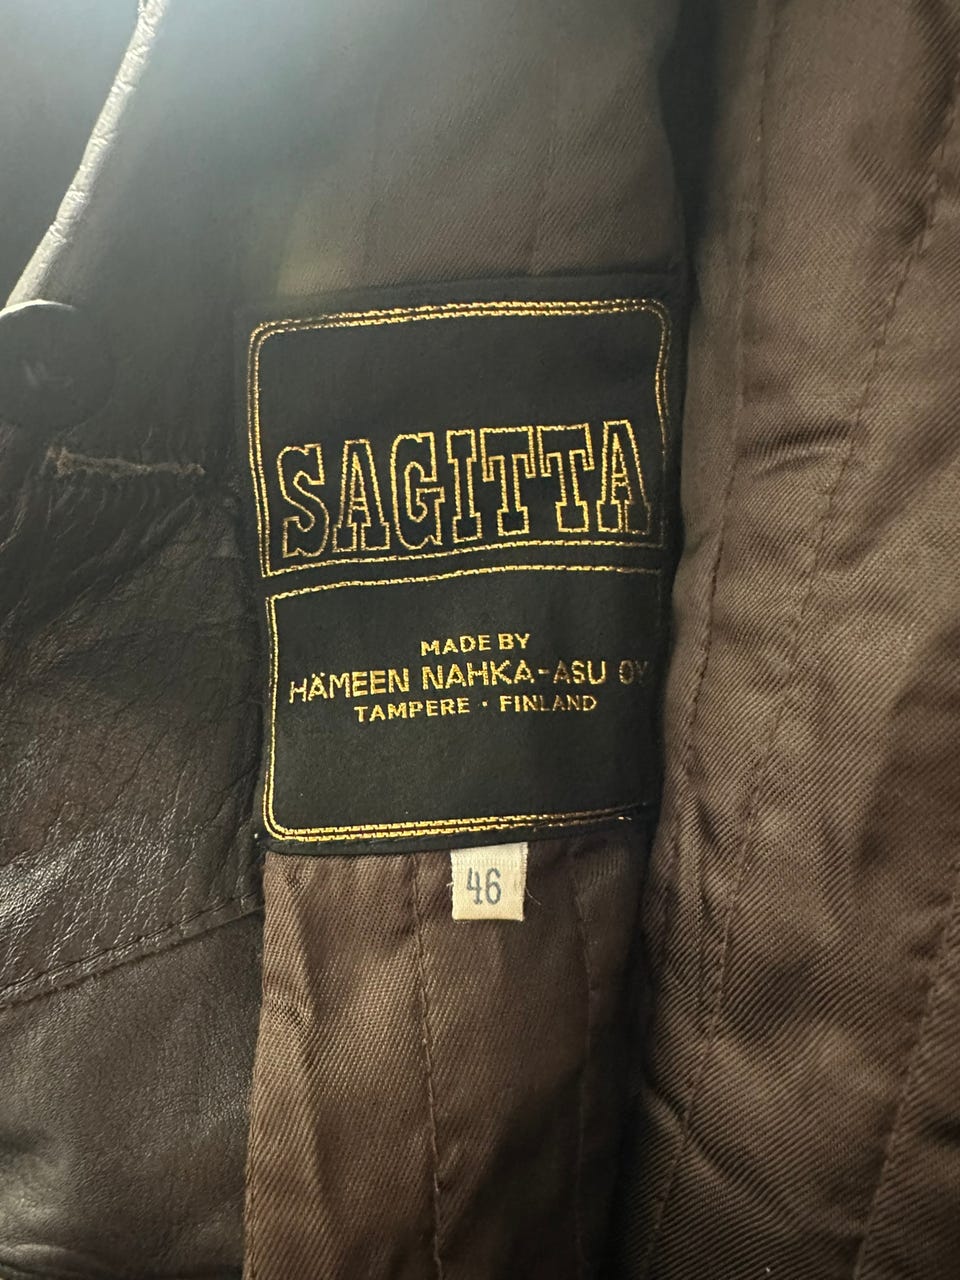 SAGITTA
MADE BY
HÄMEEN NAHKA-ASU OY
TAMPERE · FINLAND
46